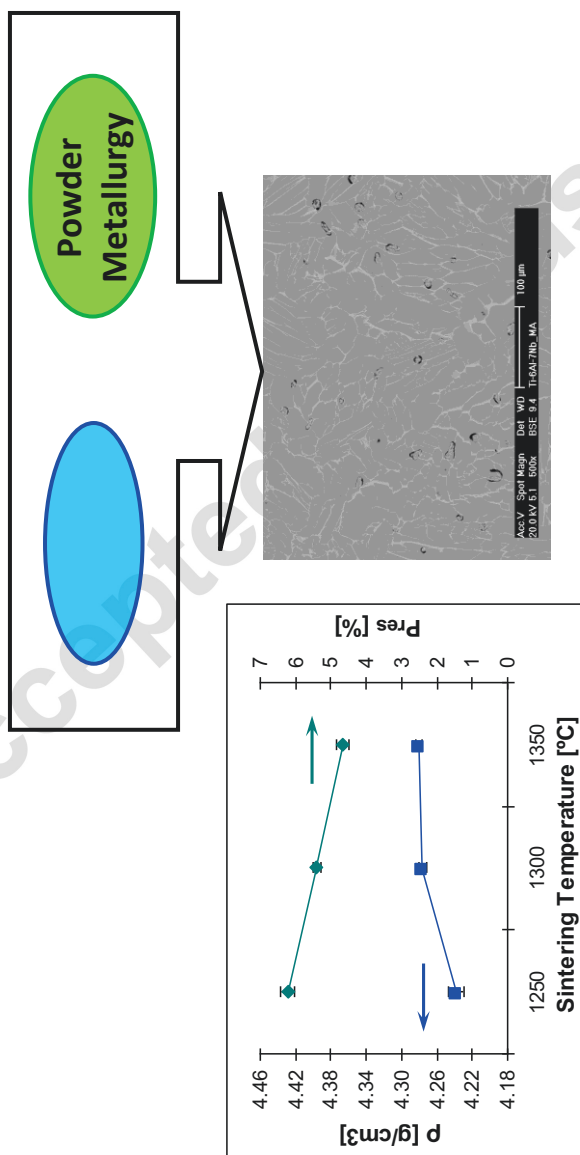 Powder
Metallurgy
Acc.V Spot Magn Det WD
20.0 kV 5.1 500x BSE 9.4 Ti-6Al-7Nb_MA
100 µm
ρ [g/cm3]
4.46
4.42
4.38
4.34
4.30
4.26
4.22
4.18
Pres [%]
7
6
5
4
3
2
1
0
1250
1300
1350
Sintering Temperature [ºC]
Accepted
us